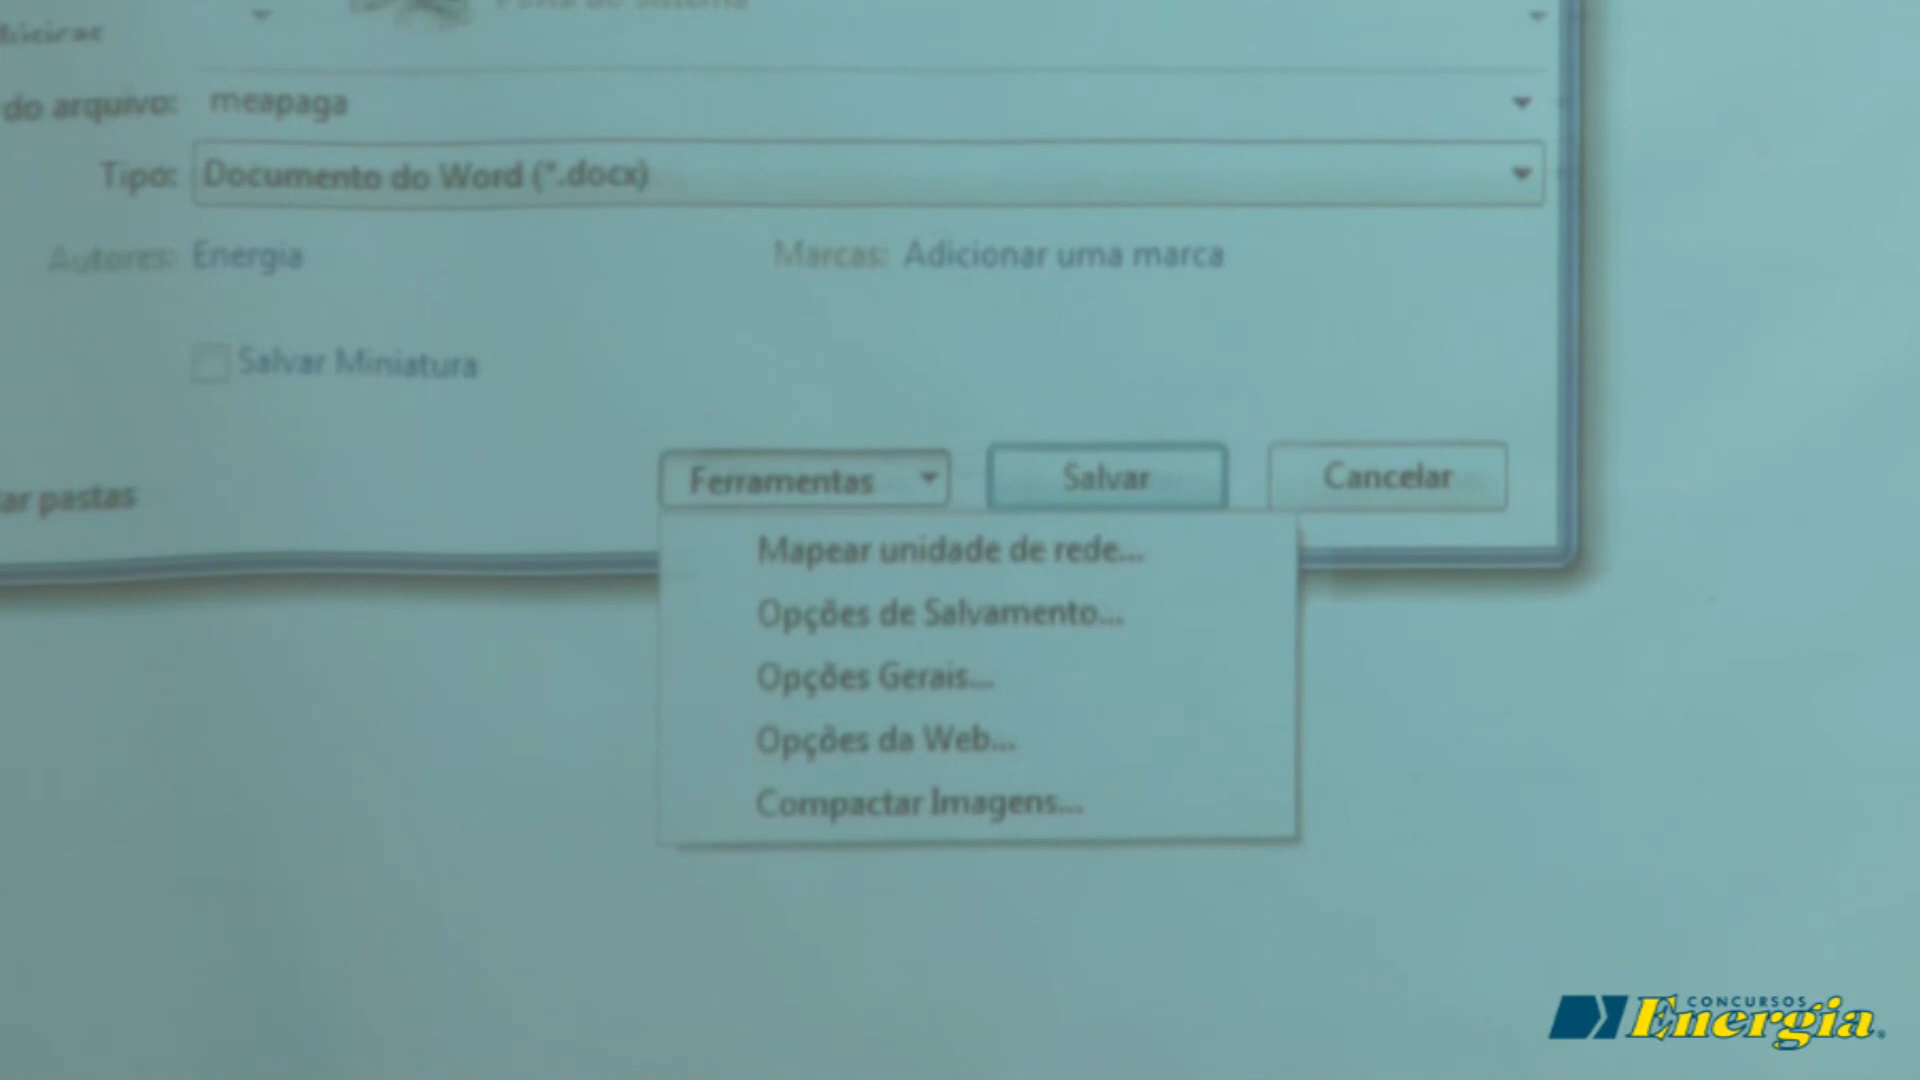 do arquivo: meapaga
Tipo: Documento do Word (*.docx)
Autores: Energia Marcas: Adicionar uma marca
Salvar Miniatura
ar pastas Ferramentas Salvar Cancelar
Mapear unidade de rede...
Opções de Salvamento...
Opções Gerais...
Opções da Web...
Compactar Imagens...
CONCURSOS
Energia